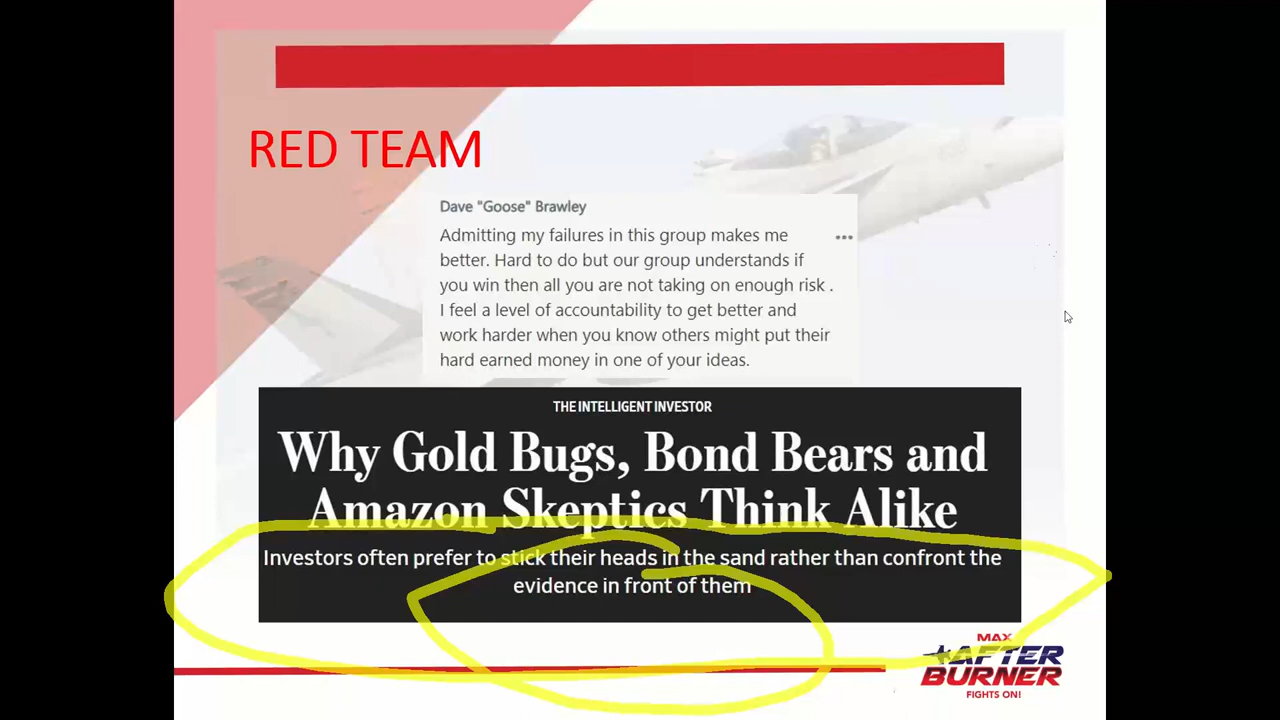 RED TEAM
Dave "Goose" Brawley
Admitting my failures in this group makes me
better. Hard to do but our group understands if
you win then all you are not taking on enough risk .
I feel a level of accountability to get better and
work harder when you know others might put their
hard earned money in one of your ideas.
THE INTELLIGENT INVESTOR
Why Gold Bugs, Bond Bears and
Amazon Skeptics Think Alike
Investors often prefer to stick their heads in the sand rather than confront the
evidence in front of them
MAX
AFTER
BURNER
FIGHTS ON!